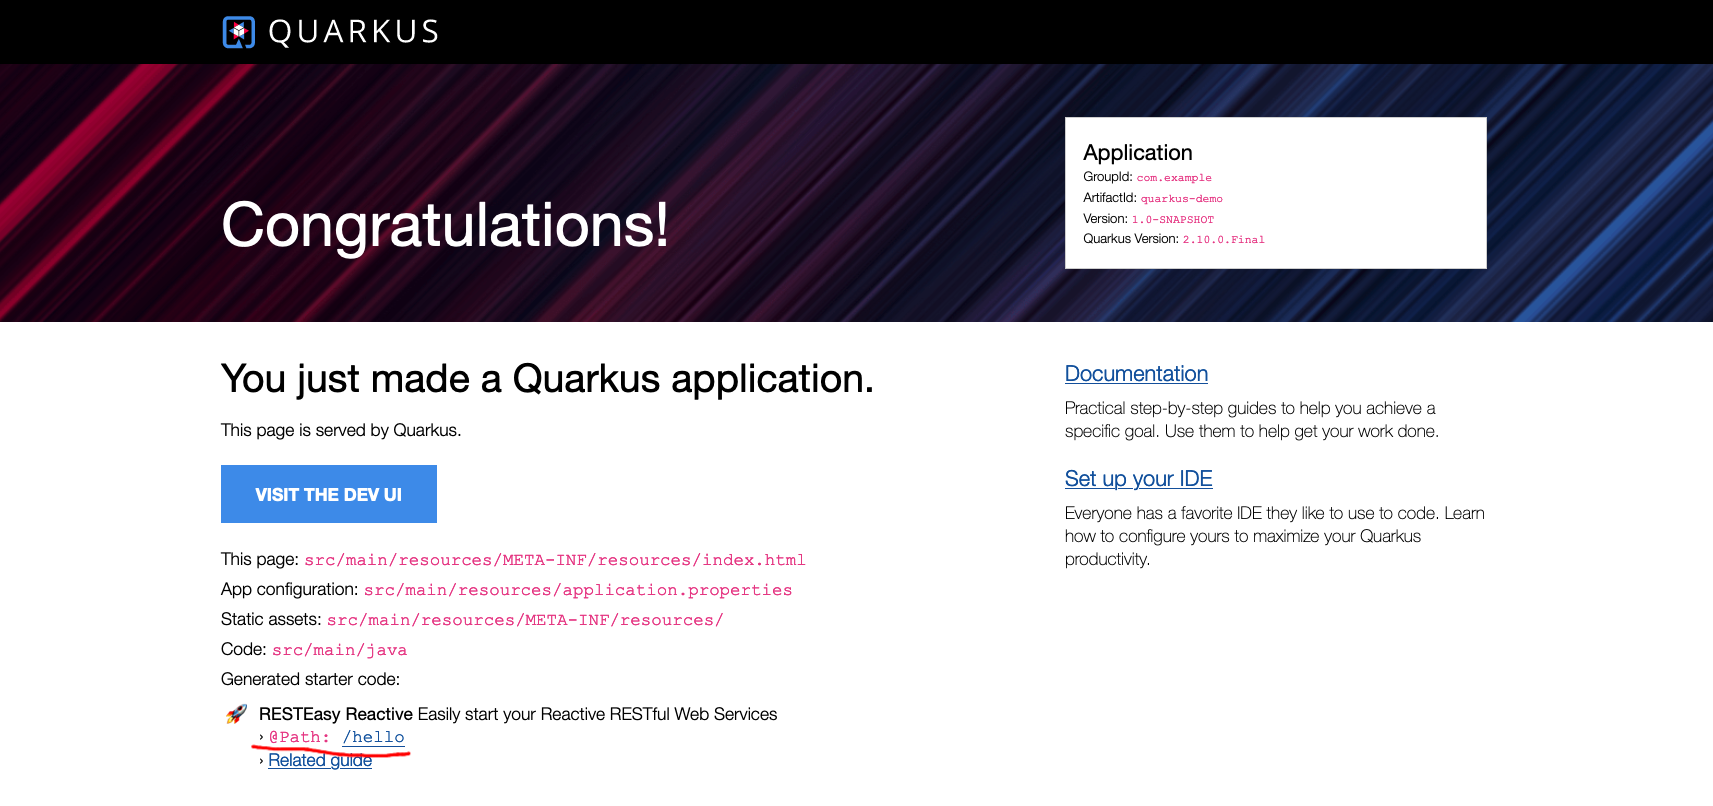 QUARKUS
Congratulations!
Application
GroupId: com.example
ArtifactId: quarkus-demo
Version: 1.0-SNAPSHOT
Quarkus Version: 2.10.0.Final
You just made a Quarkus application.
This page is served by Quarkus.
VISIT THE DEV UI
This page: src/main/resources/META-INF/resources/index.html
App configuration: src/main/resources/application.properties
Static assets: src/main/resources/META-INF/resources/
Code: src/main/java
Generated starter code:
🚀 RESTEasy Reactive Easily start your Reactive RESTful Web Services
› @Path: /hello
› Related guide
Documentation
Practical step-by-step guides to help you achieve a
specific goal. Use them to help get your work done.
Set up your IDE
Everyone has a favorite IDE they like to use to code. Learn
how to configure yours to maximize your Quarkus
productivity.